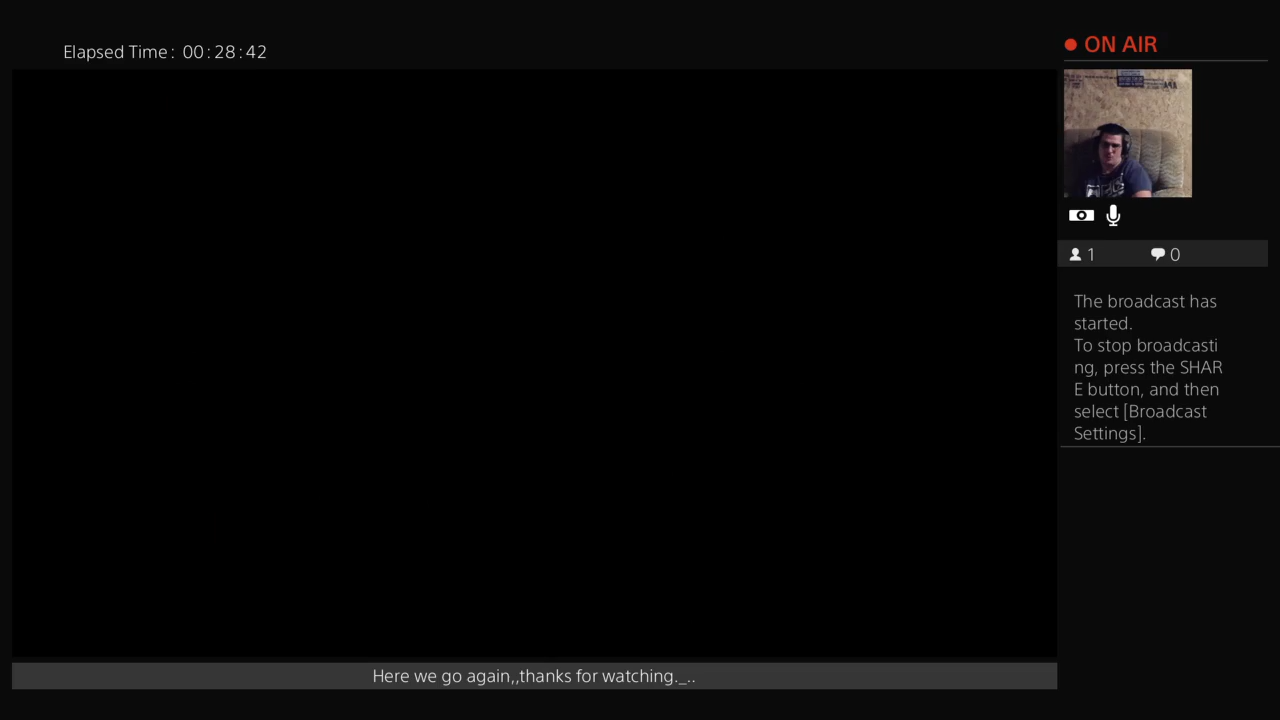 Elapsed Time: 00:28:42
ON AIR
1 0
The broadcast has
started.
To stop broadcasti
ng, press the SHAR
E button, and then
select [Broadcast
Settings].
Here we go again,,thanks for watching._..